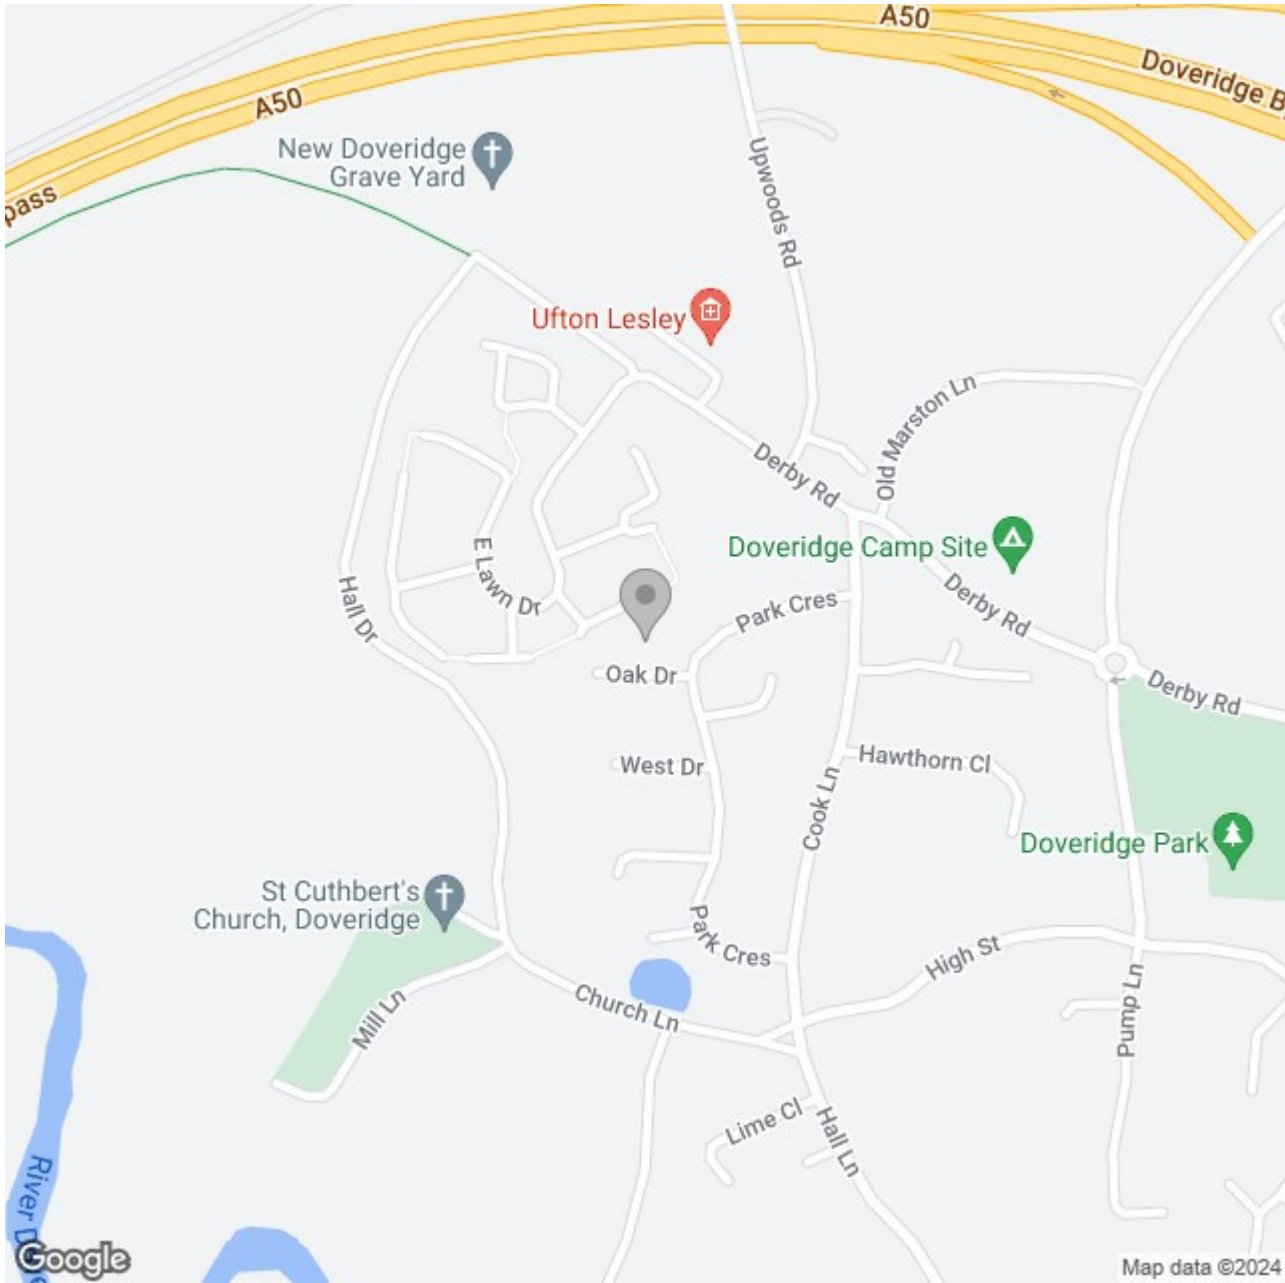 A50
Doveridge B
A50
pass
New Doveridge
Grave Yard
Upwoods Rd
Ufton Lesley
Old Marston Ln
Derby Rd
Doveridge Camp Site
E Lawn Dr
Hall Dr
Park Cres
Derby Rd
Oak Dr
Derby Rd
West Dr
Hawthorn Cl
Cook Ln
Doveridge Park
St Cuthbert's
Church, Doveridge
Park Cres
High St
Mill Ln
Church Ln
Pump Ln
Lime Cl
Hall Ln
River
Google
Map data ©2024